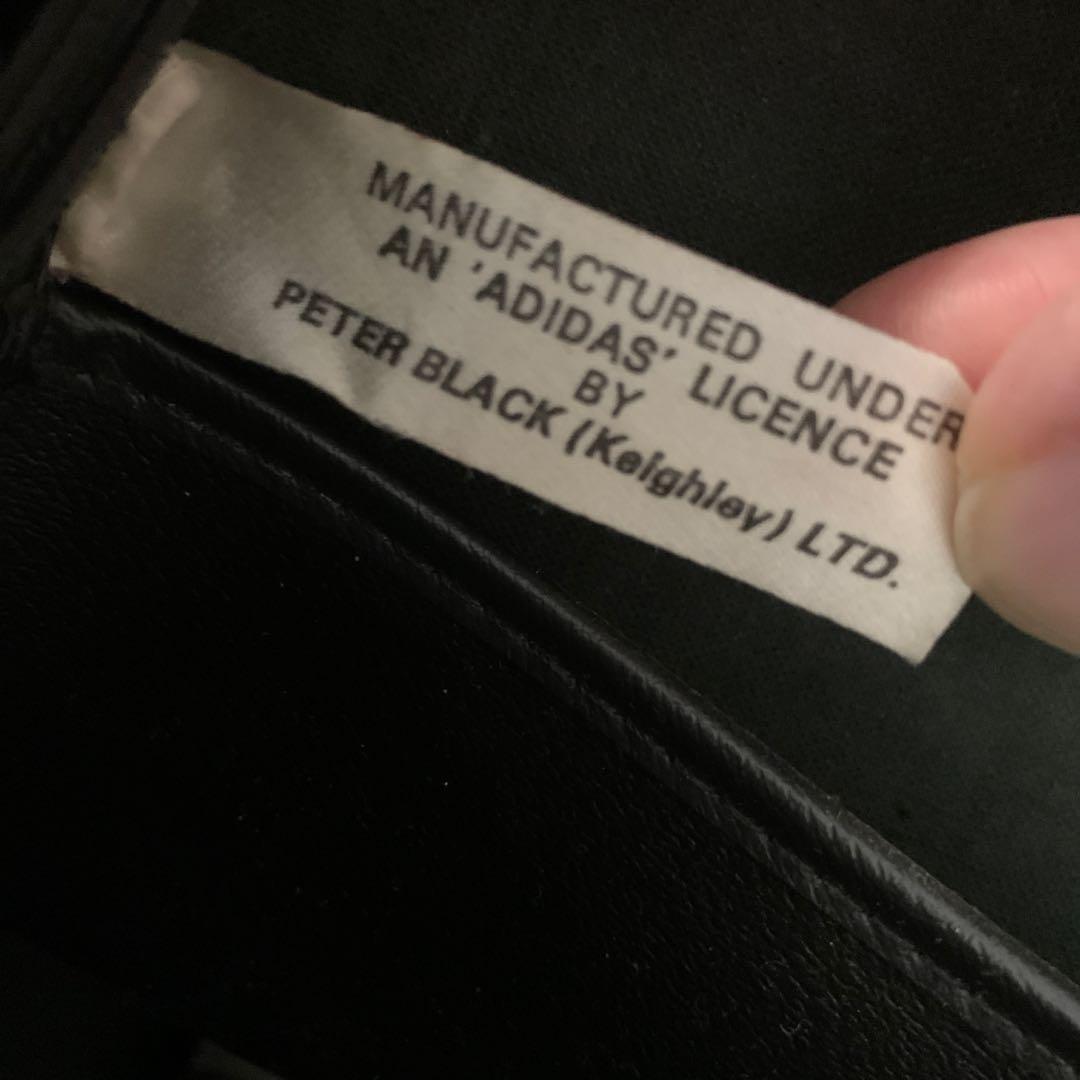 MANUFACTURED UNDER
AN 'ADIDAS' LICENCE
BY
PETER BLACK (Keighley) LTD.